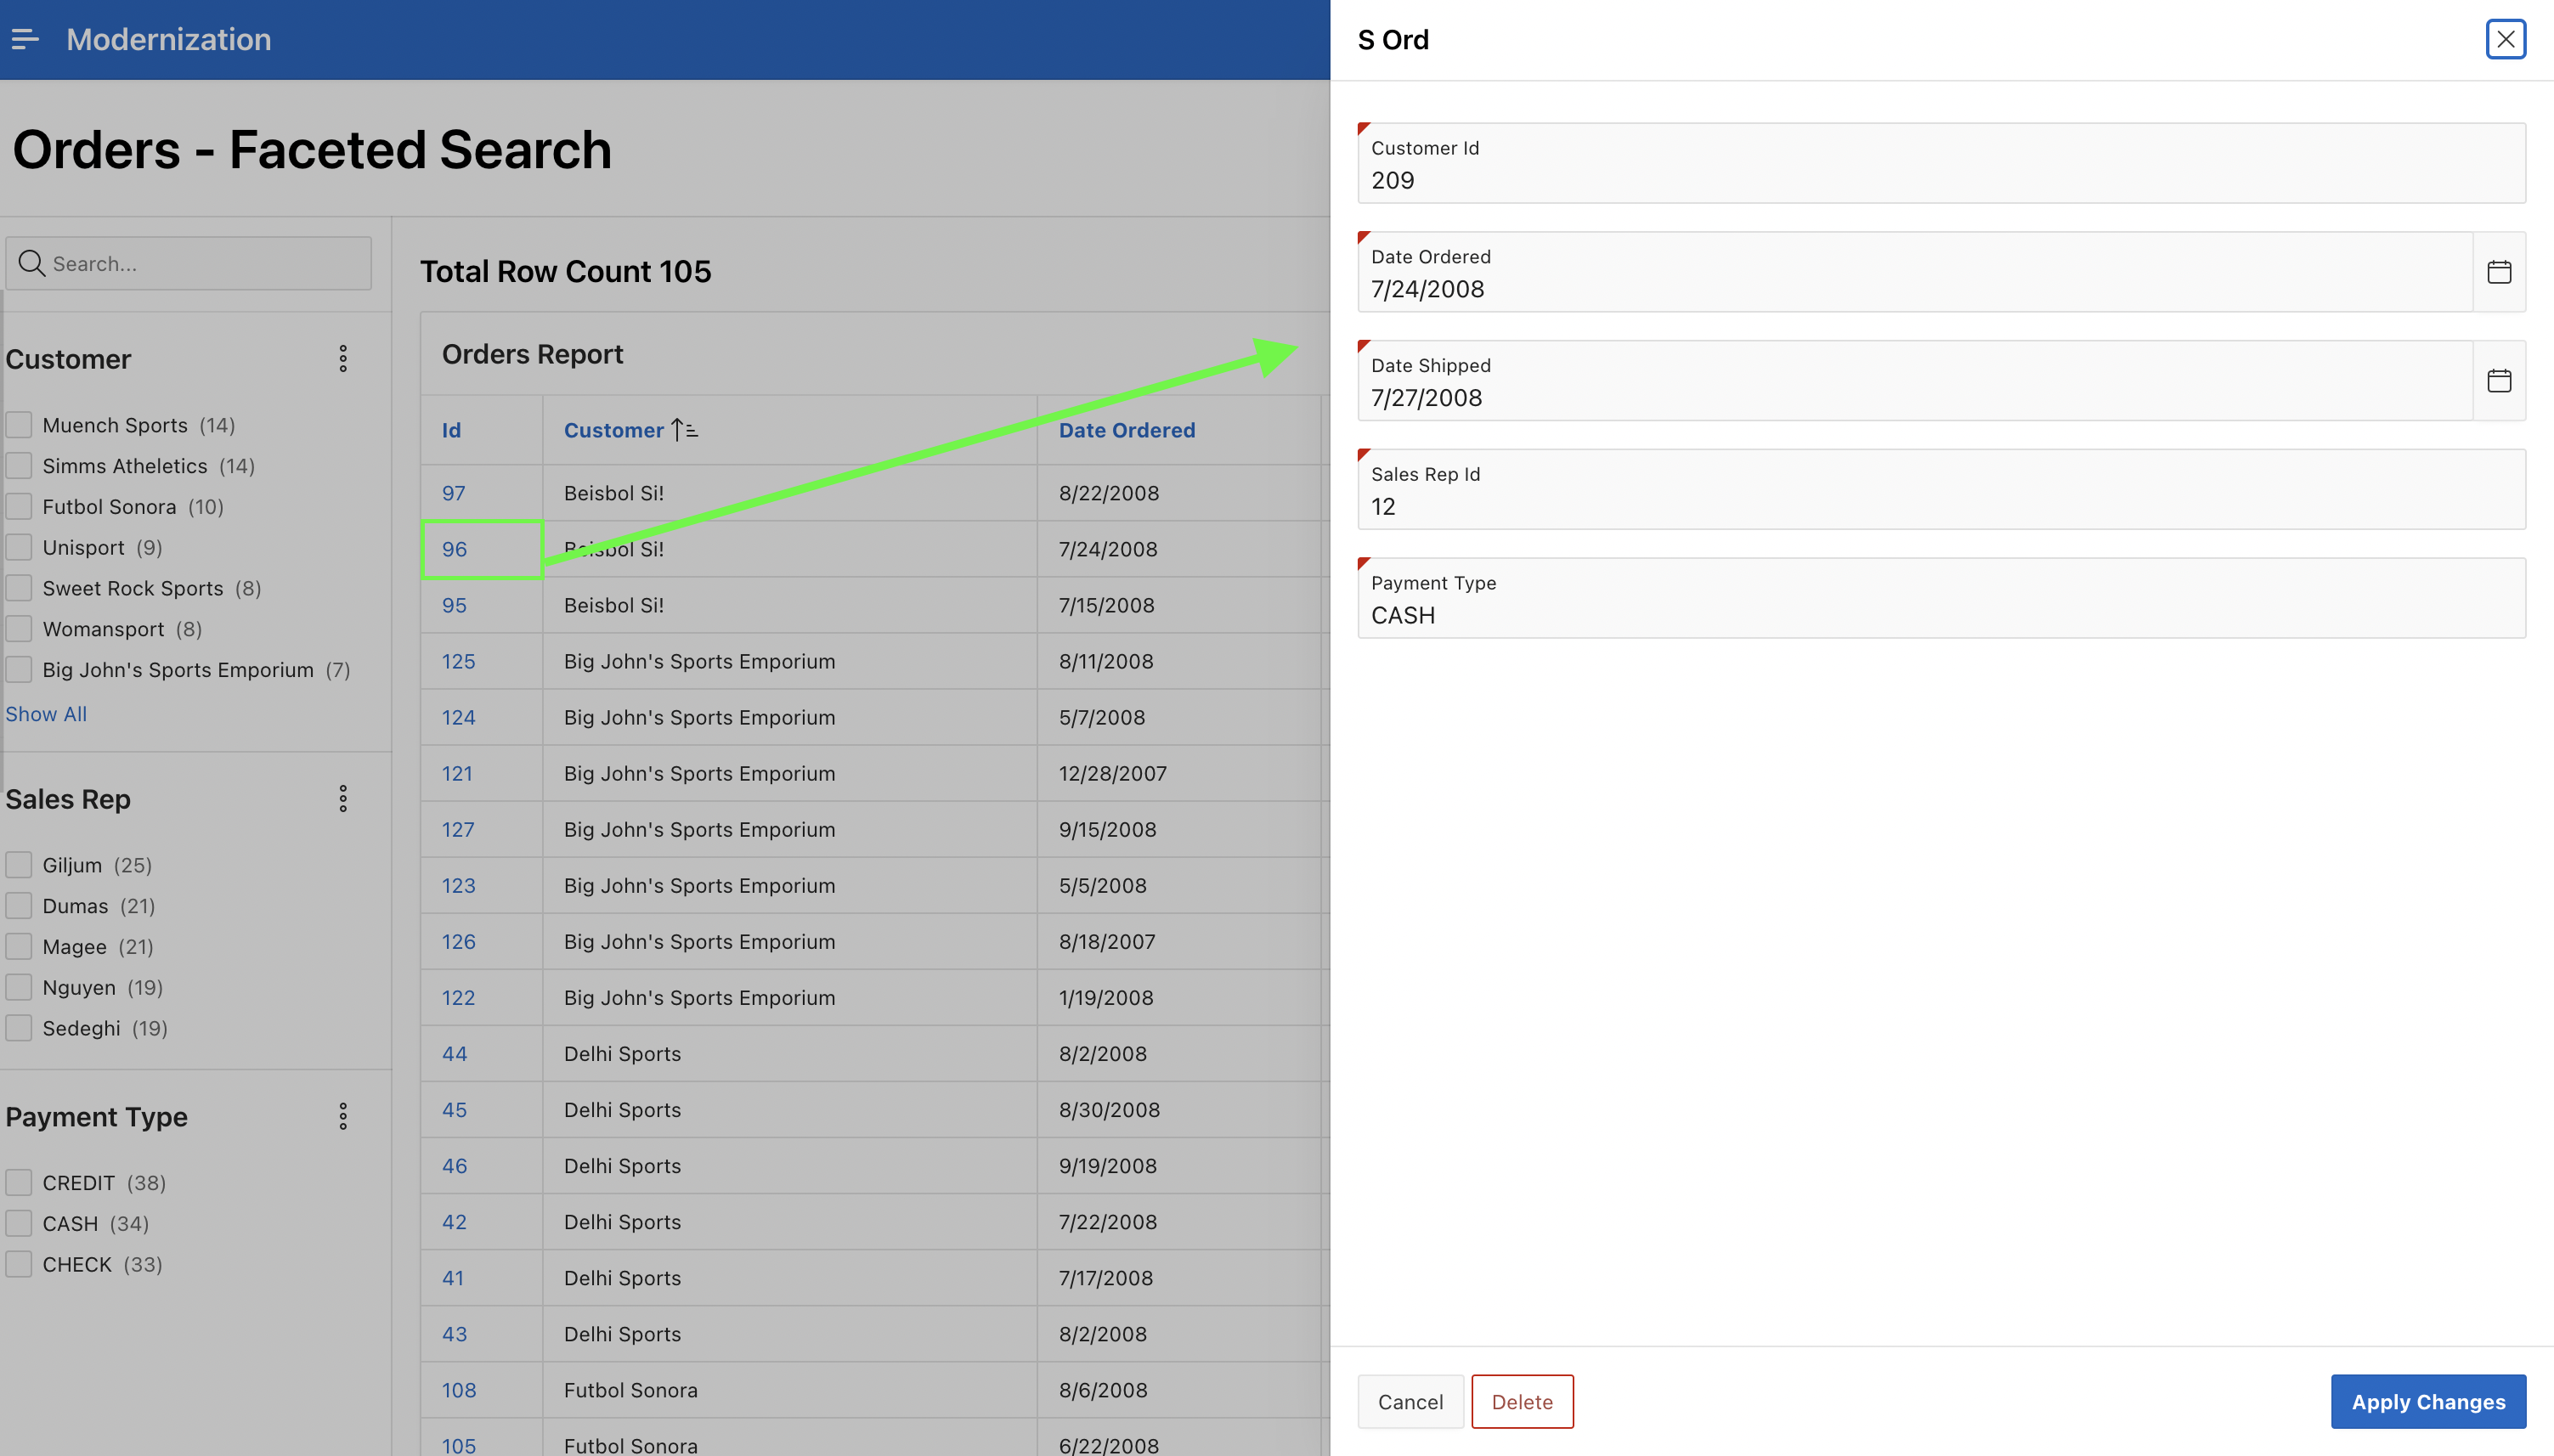 Modernization
Orders - Faceted Search
Search...
Customer
Muench Sports (14)
Simms Atheletics (14)
Futbol Sonora (10)
Unisport (9)
Sweet Rock Sports (8)
Womansport (8)
Big John's Sports Emporium (7)
Show All
Sales Rep
Giljum (25)
Dumas (21)
Magee (21)
Nguyen (19)
Sedeghi (19)
Payment Type
CREDIT (38)
CASH (34)
CHECK (33)
Total Row Count 105
Orders Report
Id Customer Date Ordered
97 Beisbol Si! 8/22/2008
96 Beisbol Si! 7/24/2008
95 Beisbol Si! 7/15/2008
125 Big John's Sports Emporium 8/11/2008
124 Big John's Sports Emporium 5/7/2008
121 Big John's Sports Emporium 12/28/2007
127 Big John's Sports Emporium 9/15/2008
123 Big John's Sports Emporium 5/5/2008
126 Big John's Sports Emporium 8/18/2007
122 Big John's Sports Emporium 1/19/2008
44 Delhi Sports 8/2/2008
45 Delhi Sports 8/30/2008
46 Delhi Sports 9/19/2008
42 Delhi Sports 7/22/2008
41 Delhi Sports 7/17/2008
43 Delhi Sports 8/2/2008
108 Futbol Sonora 8/6/2008
105 Futbol Sonora 6/22/2008
S Ord
Customer Id
209
Date Ordered
7/24/2008
Date Shipped
7/27/2008
Sales Rep Id
12
Payment Type
CASH
Cancel Delete Apply Changes